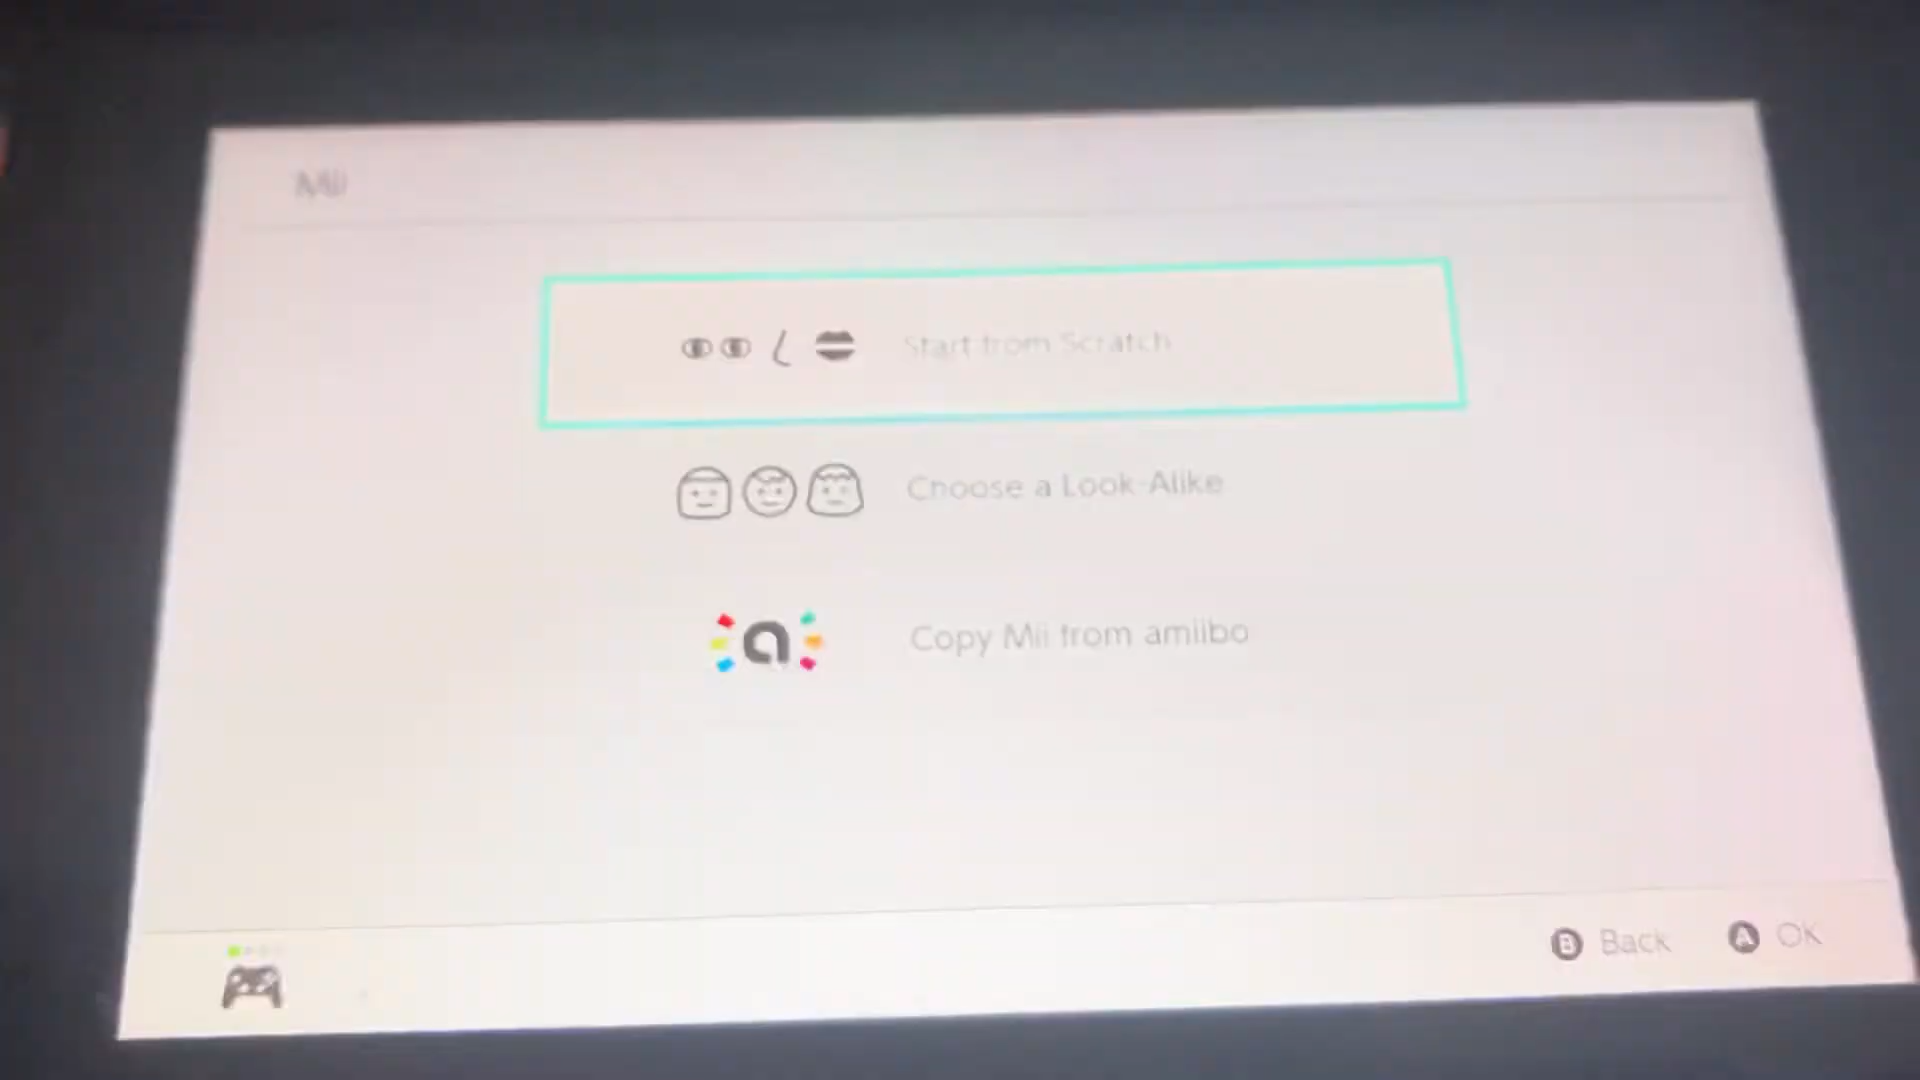 Mii
Start from Scratch
Choose a Look-Alike
a
Copy Mii from amiibo
B Back A OK